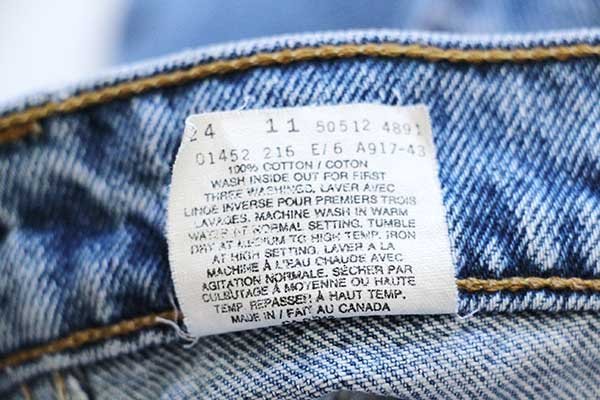 24 11 50512 4891
01452 216 E/6 A917-43
100% COTTON / COTON
WASH INSIDE OUT FOR FIRST
THREE WASHINGS. LAVER AVEC
LINGE INVERSE POUR PREMIERS TROIS
LAVAGES. MACHINE WASH IN WARM
WATER AT NORMAL SETTING. TUMBLE
DRY AT MEDIUM TO HIGH TEMP. IRON
AT HIGH SETTING. LAVER A LA
MACHINE À L'EAU CHAUDE AVEC
AGITATION NORMALE. SÉCHER PAR
CULBUTAGE À MOYENNE OU HAUTE
TEMP. REPASSER À HAUT TEMP.
MADE IN / FAIT AU CANADA